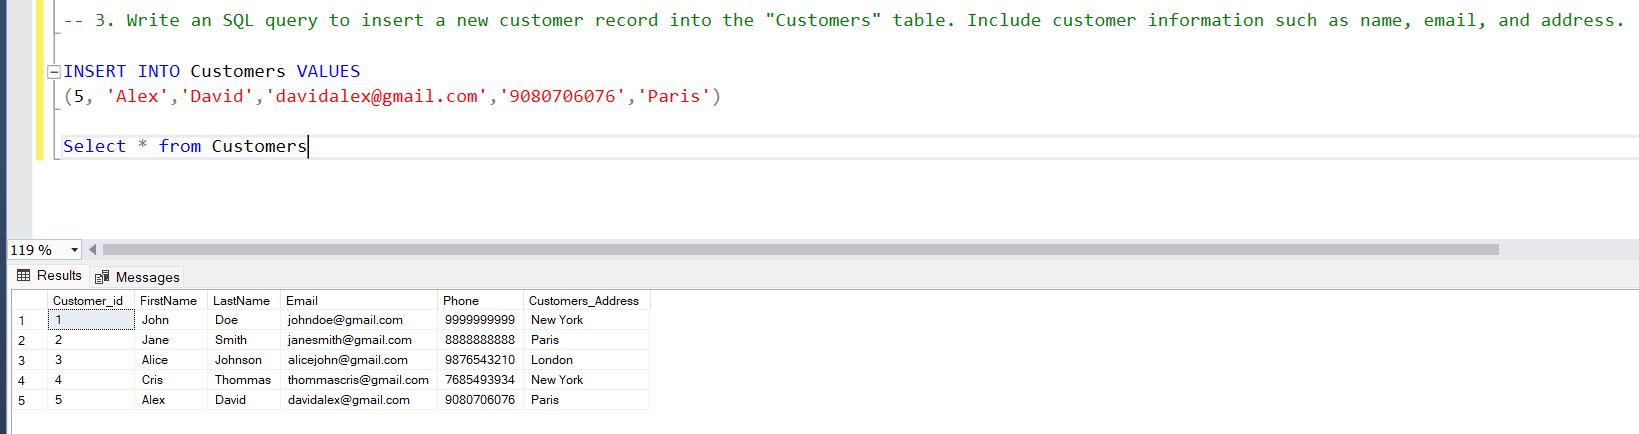 -- 3. Write an SQL query to insert a new customer record into the "Customers" table. Include customer information such as name, email, and address.
INSERT INTO Customers VALUES
(5, 'Alex','David','davidalex@gmail.com','9080706076','Paris')
Select * from Customers
119 %
Results Messages
Customer_id FirstName LastName Email Phone Customers_Address
1 1 John Doe johndoe@gmail.com 9999999999 New York
2 2 Jane Smith janesmith@gmail.com 8888888888 Paris
3 3 Alice Johnson alicejohn@gmail.com 9876543210 London
4 4 Cris Thommas thommascris@gmail.com 7685493934 New York
5 5 Alex David davidalex@gmail.com 9080706076 Paris